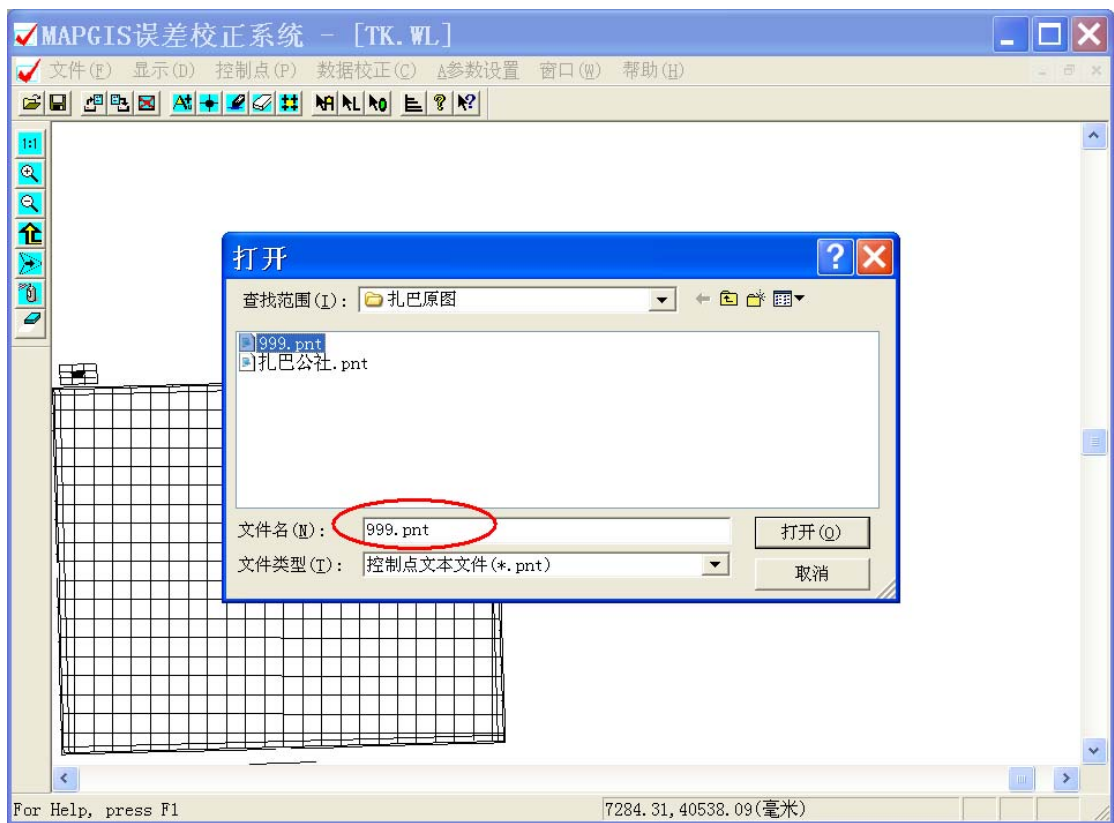 MAPGIS误差校正系统 - [TK.WL]
文件(F) 显示(D) 控制点(P) 数据校正(C) A参数设置 窗口(W) 帮助(H)
1:1
打开
查找范围(I): 扎巴原图
999.pnt
扎巴公社.pnt
文件名(N): 999.pnt 打开(O)
文件类型(T): 控制点文本文件(*.pnt) 取消
For Help, press F1 7284.31,40538.09(毫米)